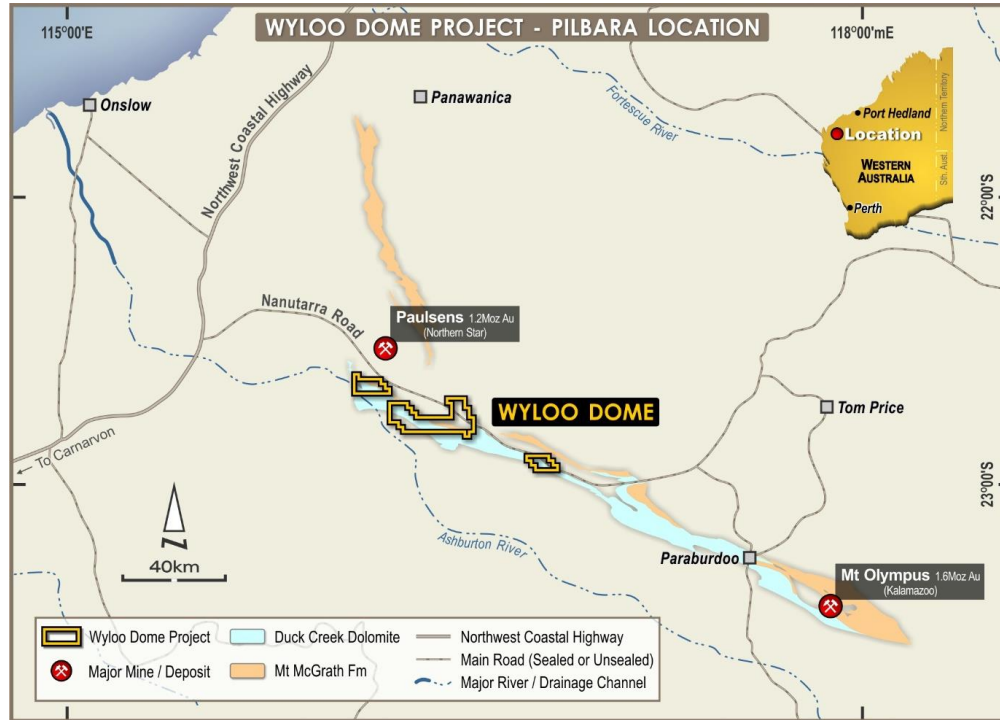 WYLOO DOME PROJECT - PILBARA LOCATION
115°00'E
118°00'mE
Onslow
Panawanica
Northwest Coastal Highway
Fortescue River
Port Hedland
Location
WESTERN
AUSTRALIA
Perth
Northern Territory
Sth. Aust.
22°00'S
Nanutarra Road
Paulsens 1.2Moz Au
(Northern Star)
WYLOO DOME
Tom Price
To Carnarvon
23°00'S
N
40km
Ashburton River
Paraburdoo
Mt Olympus 1.6Moz Au
(Kalamazoo)
Wyloo Dome Project
Duck Creek Dolomite
Northwest Coastal Highway
Main Road (Sealed or Unsealed)
Major Mine / Deposit
Mt McGrath Fm
Major River / Drainage Channel